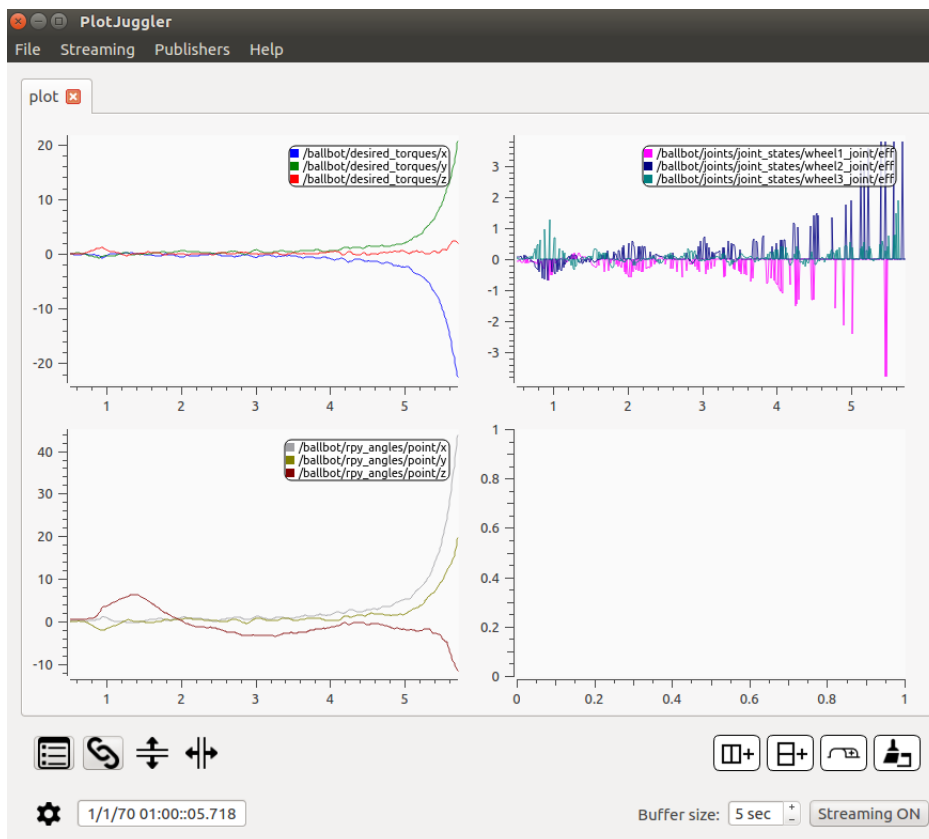 PlotJuggler
File Streaming Publishers Help
plot
20
10
0
-10
-20
1 2 3 4 5
/ballbot/desired_torques/x
/ballbot/desired_torques/y
/ballbot/desired_torques/z
3
2
1
0
-1
-2
-3
1 2 3 4 5
/ballbot/joints/joint_states/wheel1_joint/eff
/ballbot/joints/joint_states/wheel2_joint/eff
/ballbot/joints/joint_states/wheel3_joint/eff
40
30
20
10
0
-10
1 2 3 4 5
/ballbot/rpy_angles/point/x
/ballbot/rpy_angles/point/y
/ballbot/rpy_angles/point/z
1
0.8
0.6
0.4
0.2
0
0 0.2 0.4 0.6 0.8 1
1/1/70 01:00::05.718
Buffer size: 5 sec
Streaming ON